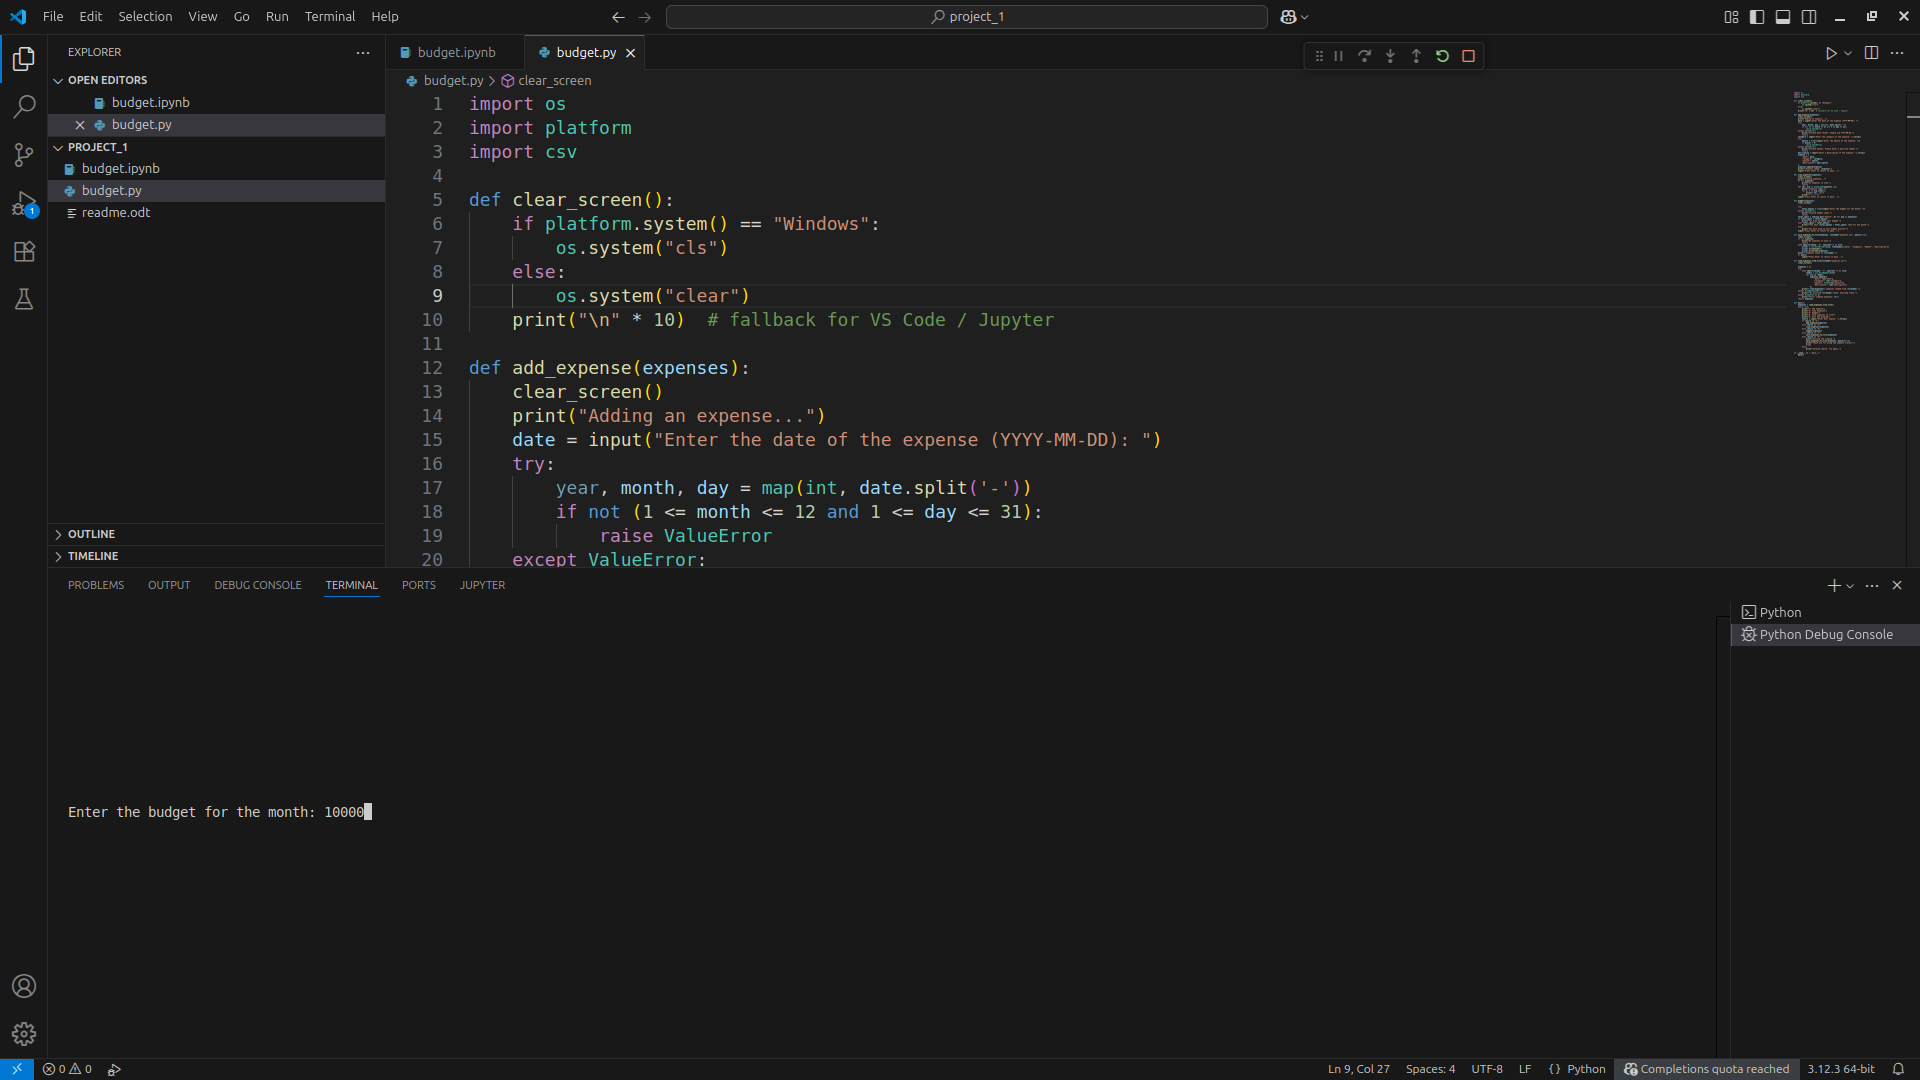 File Edit Selection View Go Run Terminal Help
project_1
EXPLORER
OPEN EDITORS
budget.ipynb
budget.py
PROJECT_1
budget.ipynb
budget.py
readme.odt
OUTLINE
TIMELINE
1
budget.ipynb
budget.py
budget.py > clear_screen
1 import os
2 import platform
3 import csv
4
5 def clear_screen():
6     if platform.system() == "Windows":
7         os.system("cls")
8     else:
9         os.system("clear")
10     print("\n" * 10)  # fallback for VS Code / Jupyter
11
12 def add_expense(expenses):
13     clear_screen()
14     print("Adding an expense...")
15     date = input("Enter the date of the expense (YYYY-MM-DD): ")
16     try:
17         year, month, day = map(int, date.split('-'))
18         if not (1 <= month <= 12 and 1 <= day <= 31):
19             raise ValueError
20     except ValueError:
PROBLEMS OUTPUT DEBUG CONSOLE TERMINAL PORTS JUPYTER
Python
Python Debug Console
Enter the budget for the month: 10000
0 0
Ln 9, Col 27 Spaces: 4 UTF-8 LF {} Python Completions quota reached 3.12.3 64-bit